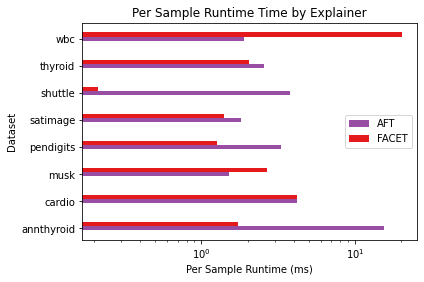 Per Sample Runtime Time by Explainer
Dataset
wbc
thyroid
shuttle
satimage
pendigits
musk
cardio
annthyroid
AFT
FACET
10⁰
10¹
Per Sample Runtime (ms)